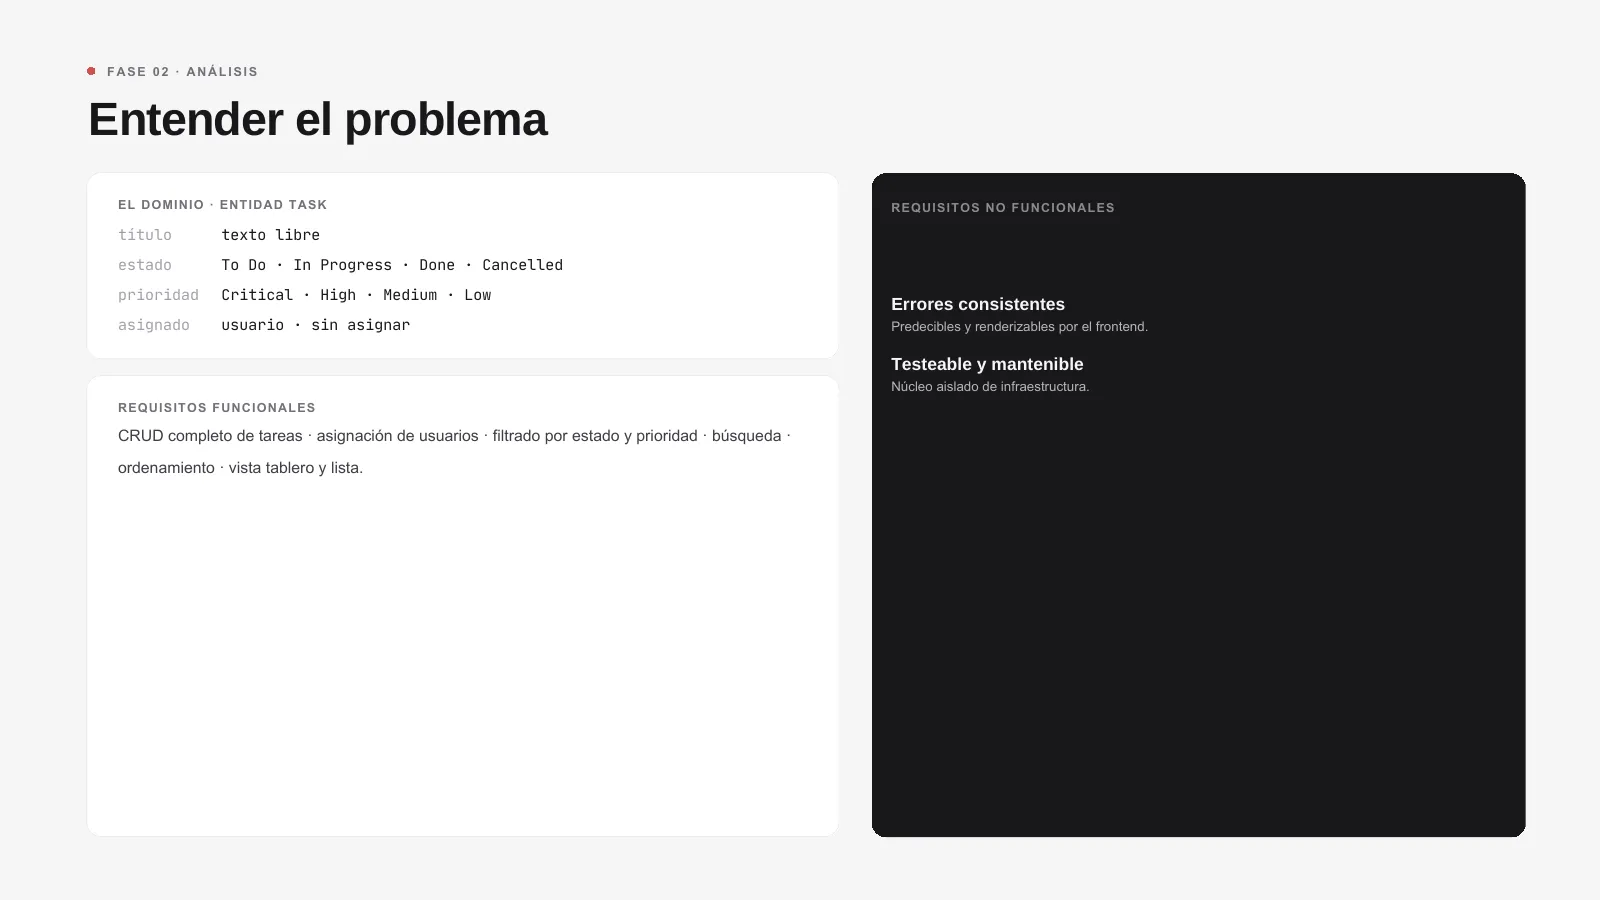 FASE 02 · ANÁLISIS
Entender el problema
EL DOMINIO · ENTIDAD TASK
titulo texto libre
estado To Do · In Progress · Done · Cancelled
prioridad Critical · High · Medium · Low
asignado usuario · sin asignar
REQUISITOS FUNCIONALES
CRUD completo de tareas · asignación de usuarios · filtrado por estado y prioridad · búsqueda ·
ordenamiento · vista tablero y lista.
REQUISITOS NO FUNCIONALES
Errores consistentes
Predecibles y renderizables por el frontend.
Testeable y mantenible
Núcleo aislado de infraestructura.